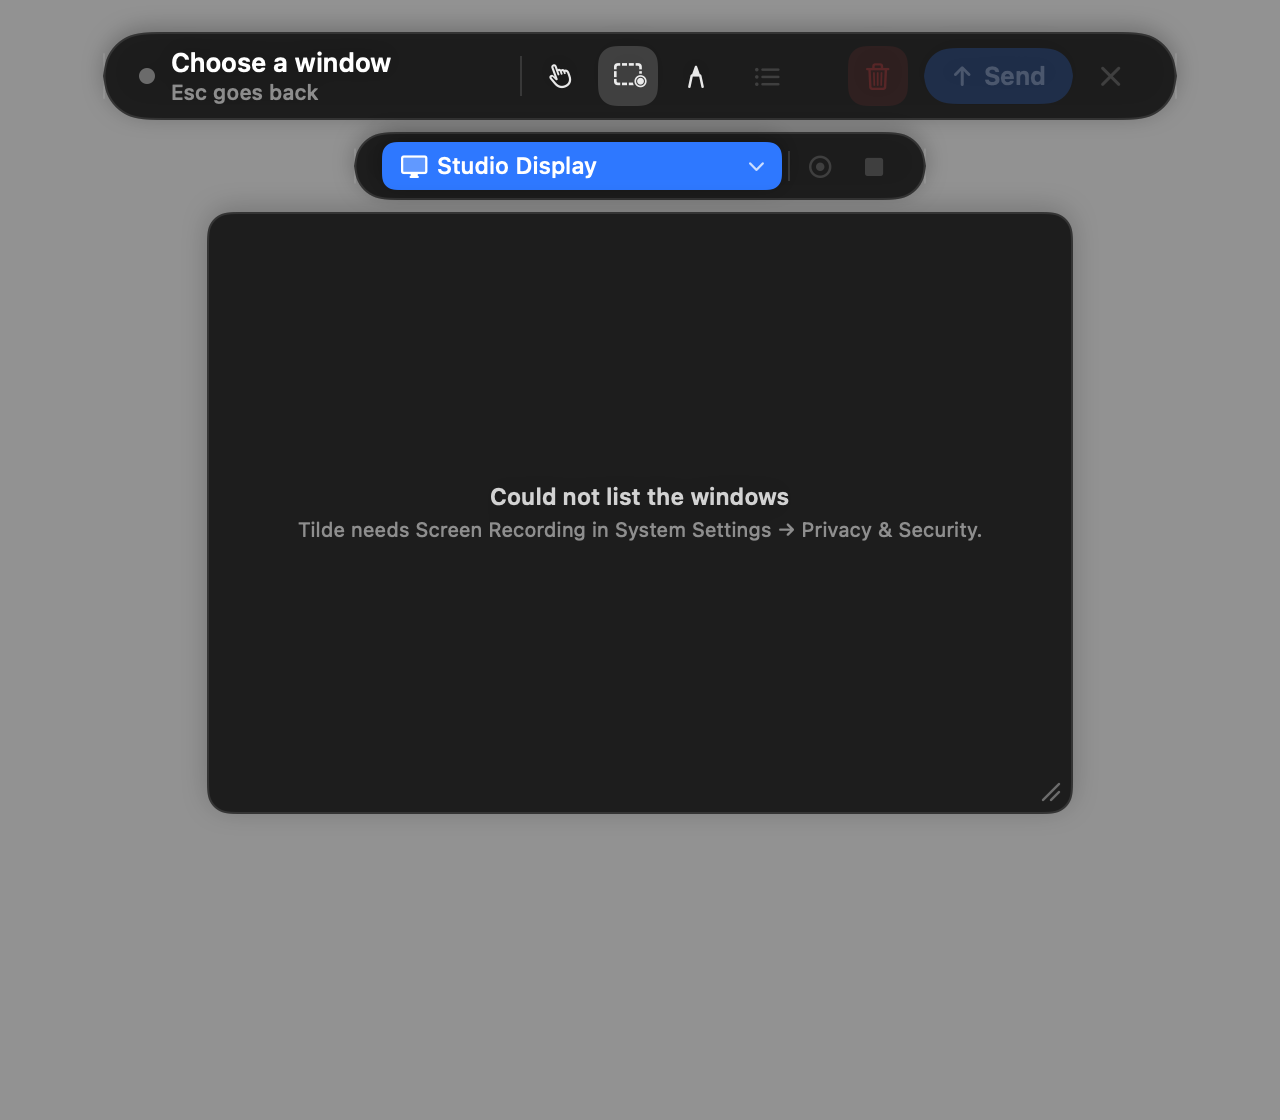 Choose a window
Esc goes back
Send
Studio Display
Could not list the windows
Tilde needs Screen Recording in System Settings → Privacy & Security.